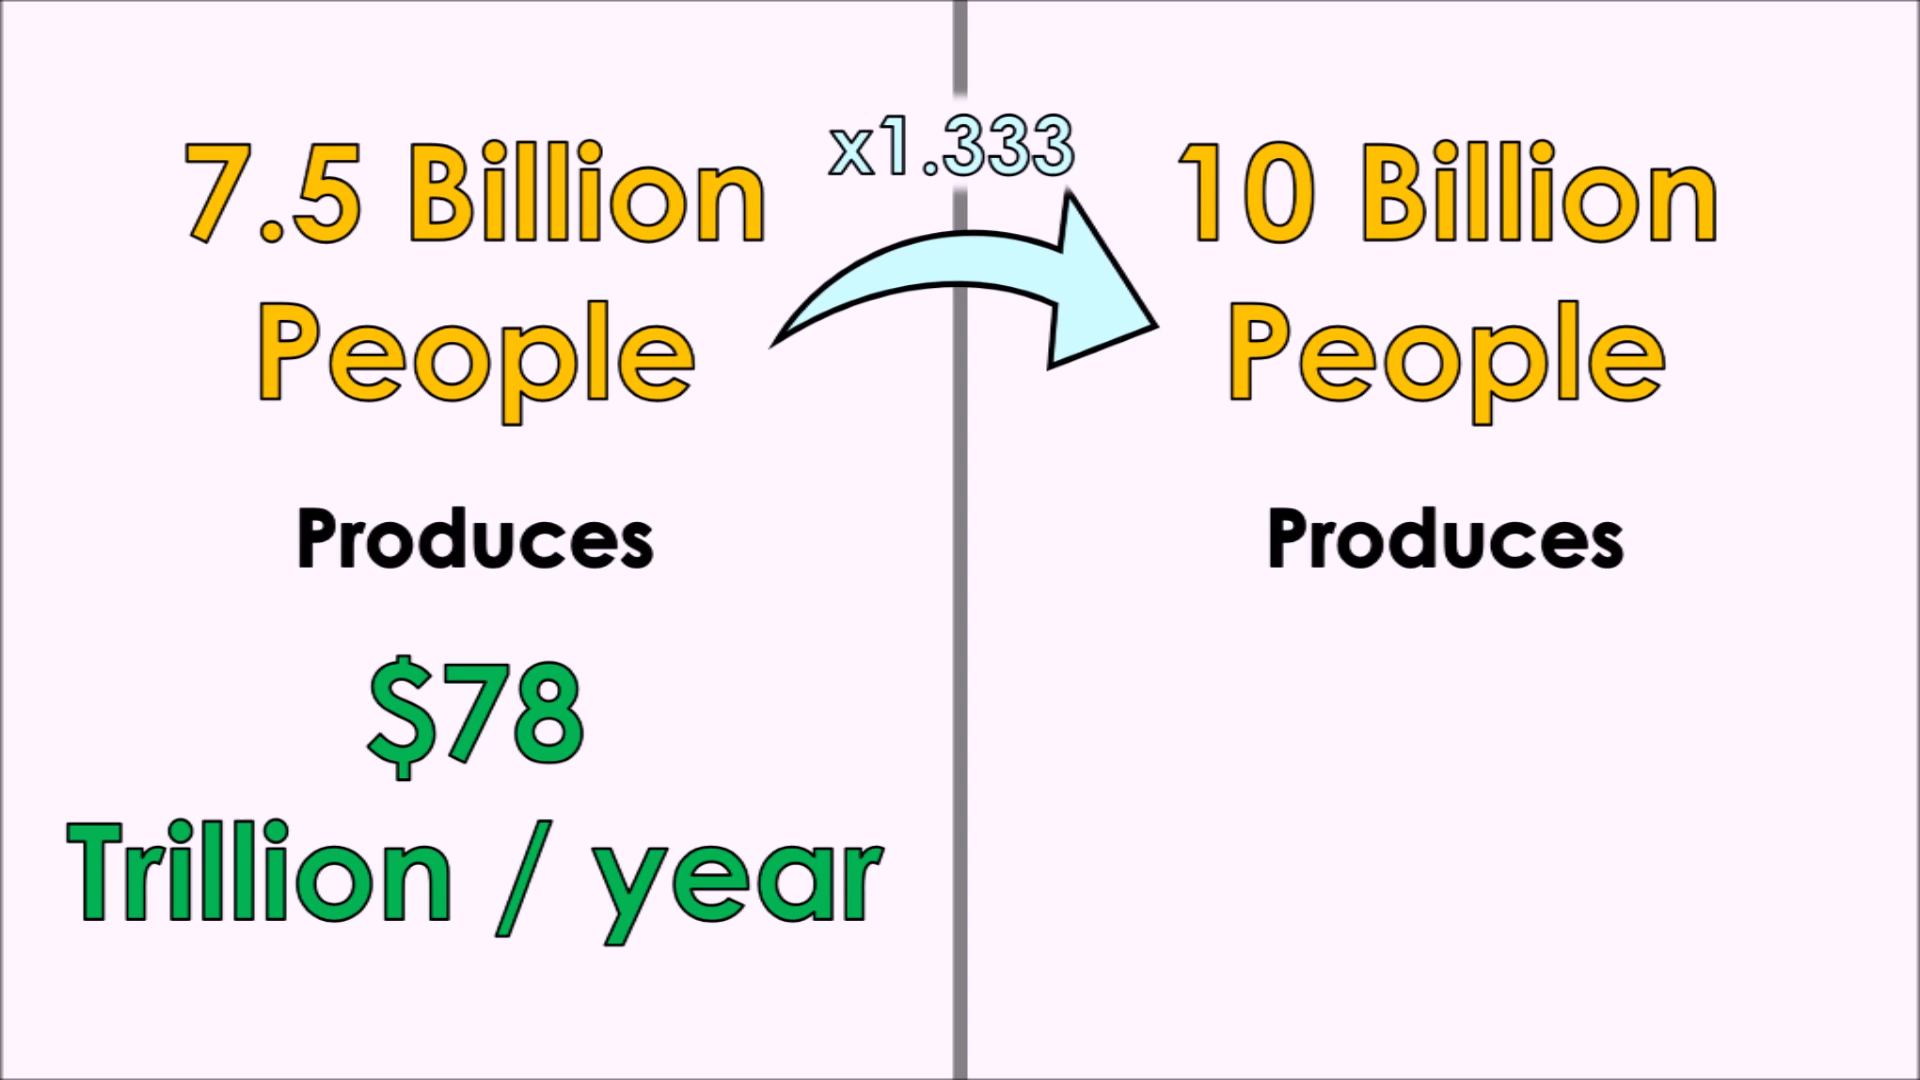 7.5 Billion
People
Produces
$78
Trillion / year
x1.333
10 Billion
People
Produces